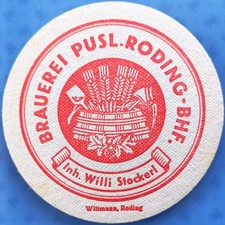 BRAUEREI PUSL-RODING-BHF.
Inh. Willi Stockerl
Wittmann, Roding